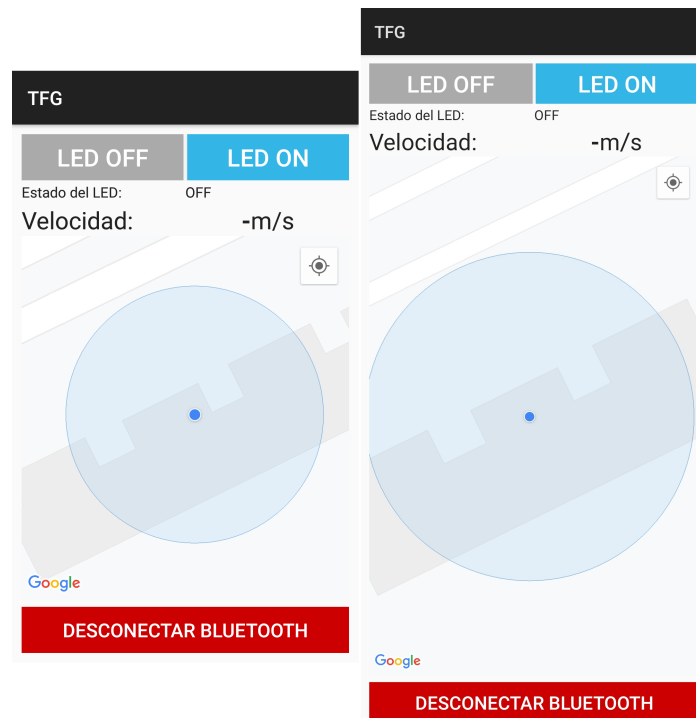 TFG
LED OFF LED ON
Estado del LED: OFF
Velocidad: -m/s
Google
DESCONECTAR BLUETOOTH
TFG
LED OFF LED ON
Estado del LED: OFF
Velocidad: -m/s
Google
DESCONECTAR BLUETOOTH